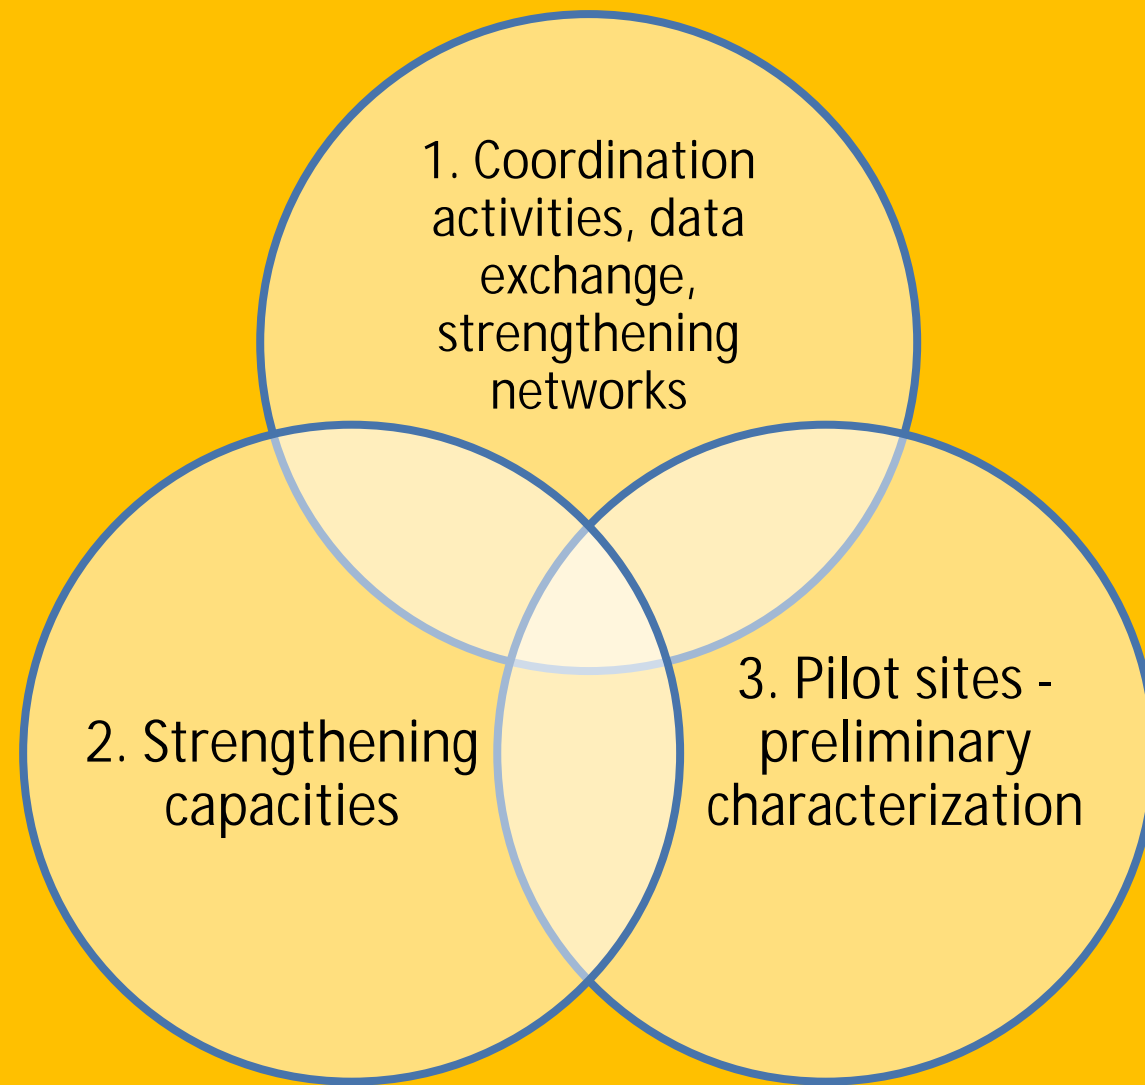 1. Coordination
activities, data
exchange,
strengthening
networks
2. Strengthening
capacities
3. Pilot sites -
preliminary
characterization